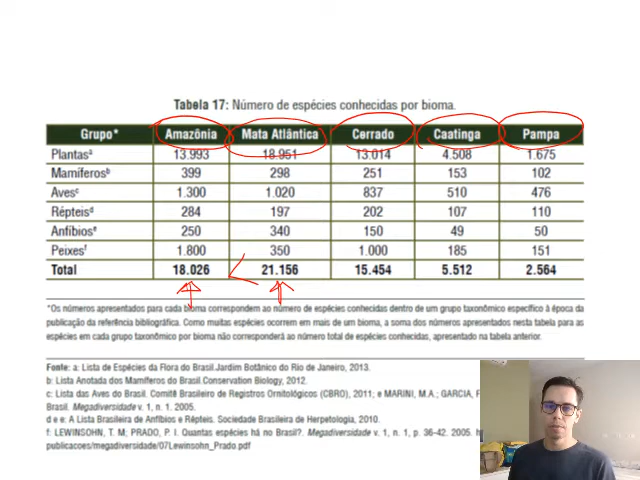 Tabela 17: Número de espécies conhecidas por bioma.
Grupo* Amazônia Mata Atlântica Cerrado Caatinga Pampa
Plantasª 13.993 18.951 13.014 4.508 1.675
Mamíferosᵇ 399 298 251 153 102
Avesᶜ 1.300 1.020 837 510 476
Répteisᵈ 284 197 202 107 110
Anfíbiosᵉ 250 340 150 49 50
Peixesᶠ 1.800 350 1.000 185 151
Total 18.026 21.156 15.454 5.512 2.564
*Os números apresentados para cada bioma correspondem ao número de espécies conhecidas dentro de um grupo taxonômico específico à época da
publicação da referência bibliográfica. Como muitas espécies ocorrem em mais de um bioma, a soma dos números apresentados nesta tabela para as
espécies em cada grupo taxonômico por bioma não corresponderá ao número total de espécies conhecidas, apresentado na tabela anterior.
Fonte: a: Lista de Espécies da Flora do Brasil.Jardim Botânico do Rio de Janeiro, 2013.
b: Lista Anotada dos Mamíferos do Brasil.Conservation Biology, 2012.
c: Lista das Aves do Brasil. Comitê Brasileiro de Registros Ornitológicos (CBRO), 2011; e MARINI, M.A.; GARCIA, F
Brasil. Megadiversidade v. 1, n. 1. 2005.
d e e: A Lista Brasileira de Anfíbios e Répteis. Sociedade Brasileira de Herpetologia, 2010.
f: LEWINSOHN, T. M; PRADO, P. I. Quantas espécies há no Brasil?. Megadiversidade v. 1, n. 1, p. 36-42. 2005.
publicacoes/megadiversidade/07Lewinsohn_Prado.pdf